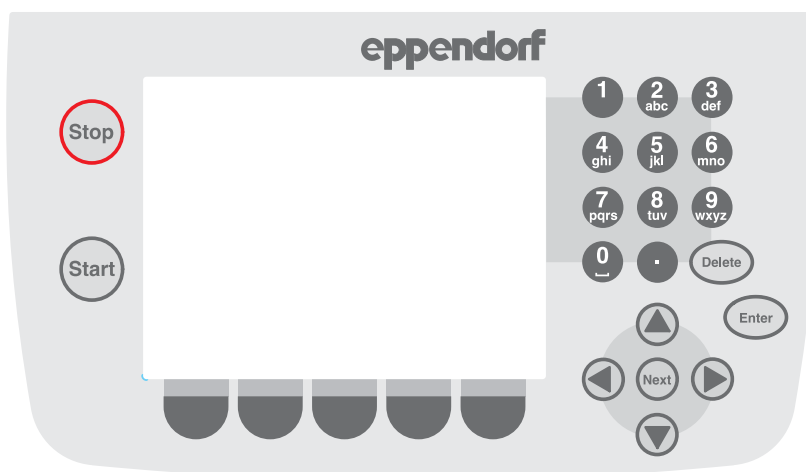 eppendorf
Stop
Start
1
2
abc
3
def
4
ghi
5
jkl
6
mno
7
pqrs
8
tuv
9
wxyz
0
.
Delete
Enter
Next